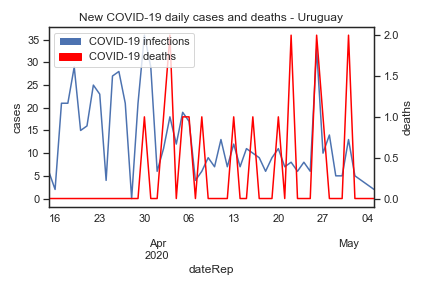 New COVID-19 daily cases and deaths - Uruguay
COVID-19 infections
COVID-19 deaths
cases
35
30
25
20
15
10
5
0
deaths
2.0
1.5
1.0
0.5
0.0
16 23 30 06 13 20 27 04
Apr May
2020
dateRep